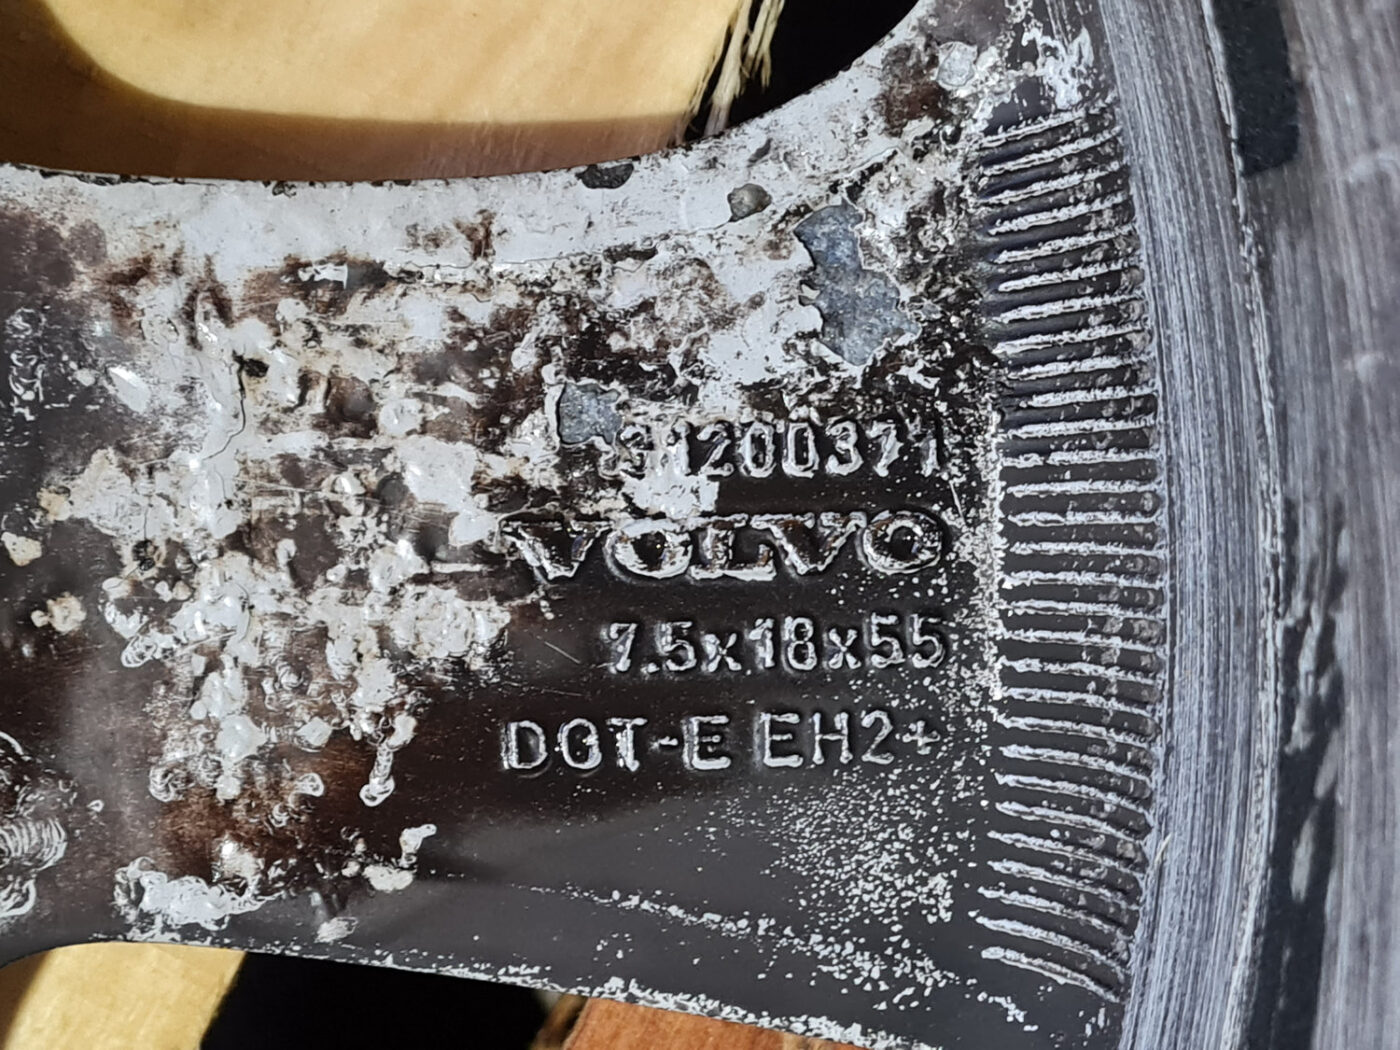 31200371
VOLVO
7.5x18x55
DOT-E EH2+